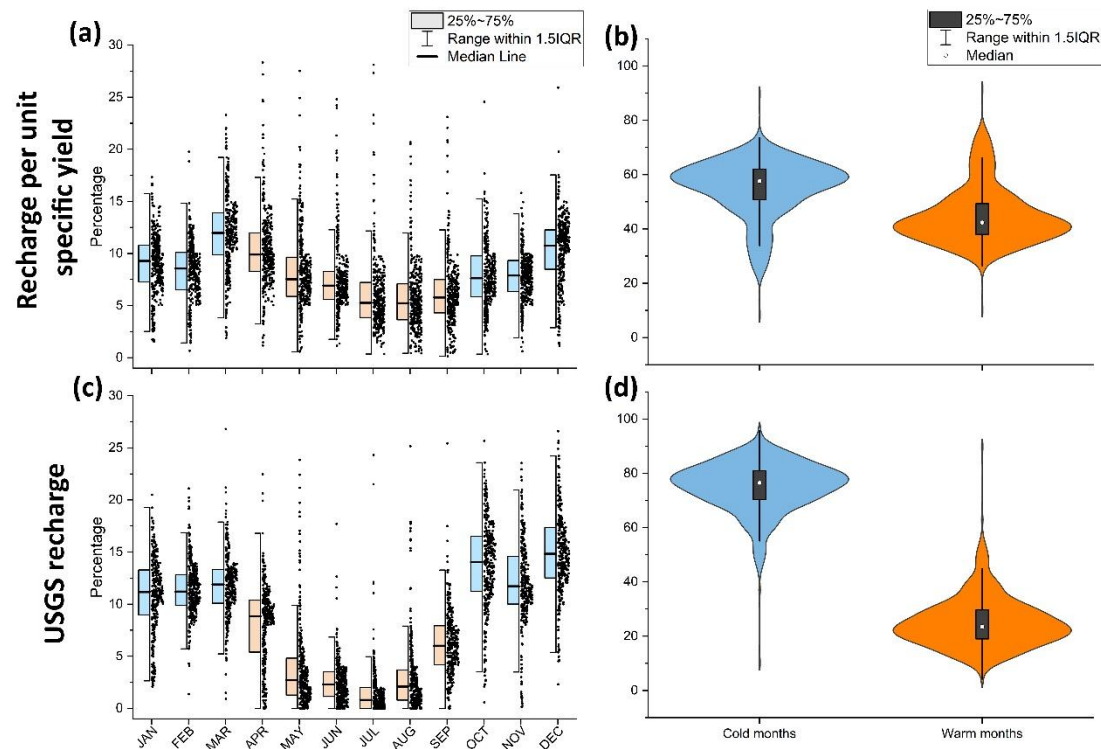 (a)
25%~75%
Range within 1.5IQR
Median Line
Recharge per unit
specific yield
Percentage
30
25
20
15
10
5
0
(b)
25%~75%
Range within 1.5IQR
Median
100
80
60
40
20
0
(c)
USGS recharge
Percentage
30
25
20
15
10
5
0
JAN
FEB
MAR
APR
MAY
JUN
JUL
AUG
SEP
OCT
NOV
DEC
(d)
100
80
60
40
20
0
Cold months
Warm months